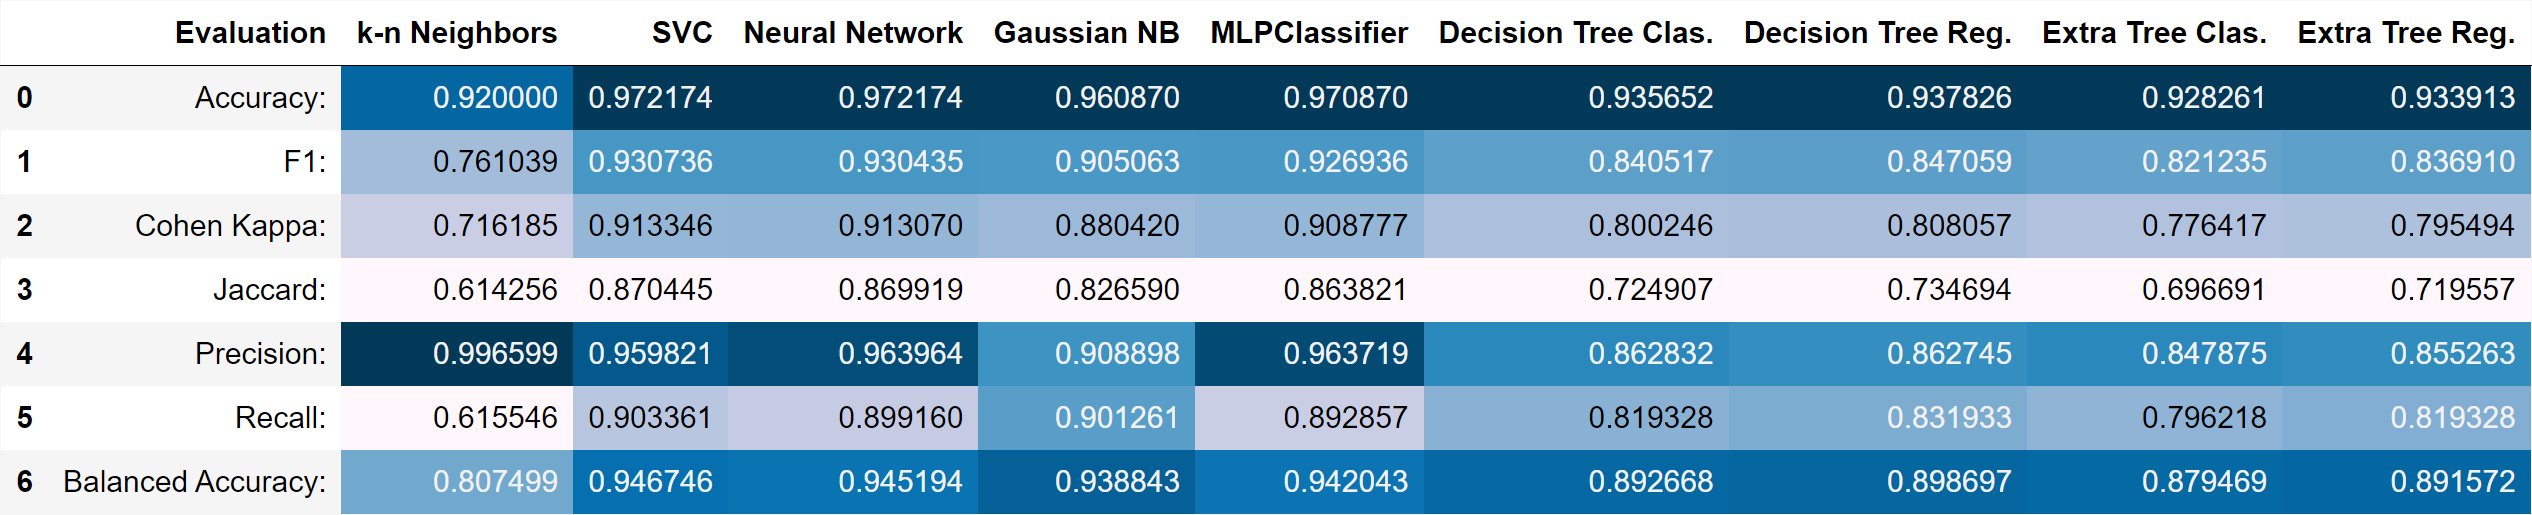 Evaluation k-n Neighbors SVC Neural Network Gaussian NB MLPClassifier Decision Tree Clas. Decision Tree Reg. Extra Tree Clas. Extra Tree Reg.
0 Accuracy: 0.920000 0.972174 0.972174 0.960870 0.970870 0.935652 0.937826 0.928261 0.933913
1 F1: 0.761039 0.930736 0.930435 0.905063 0.926936 0.840517 0.847059 0.821235 0.836910
2 Cohen Kappa: 0.716185 0.913346 0.913070 0.880420 0.908777 0.800246 0.808057 0.776417 0.795494
3 Jaccard: 0.614256 0.870445 0.869919 0.826590 0.863821 0.724907 0.734694 0.696691 0.719557
4 Precision: 0.996599 0.959821 0.963964 0.908898 0.963719 0.862832 0.862745 0.847875 0.855263
5 Recall: 0.615546 0.903361 0.899160 0.901261 0.892857 0.819328 0.831933 0.796218 0.819328
6 Balanced Accuracy: 0.807499 0.946746 0.945194 0.938843 0.942043 0.892668 0.898697 0.879469 0.891572